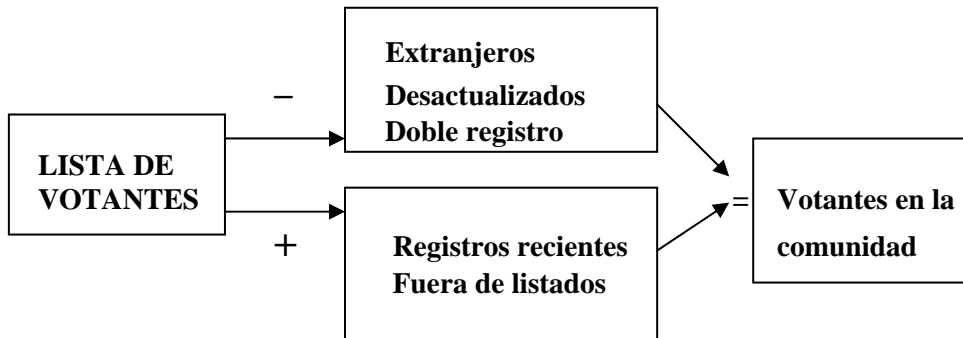 LISTA DE
VOTANTES
−
Extranjeros
Desactualizados
Doble registro
+
Registros recientes
Fuera de listados
=
Votantes en la
comunidad